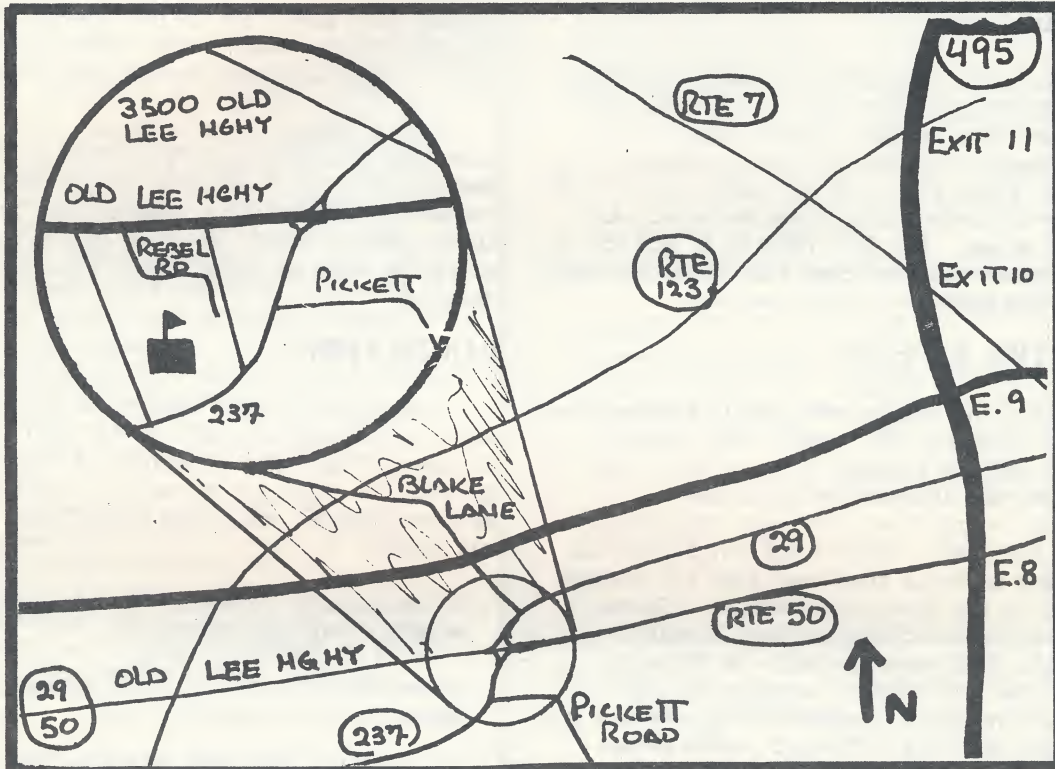 3500 OLD
LEE HGHY
OLD LEE HGHY
REBEL
RD
PICKETT
237
RTE 7
495
EXIT 11
RTE
123
EXIT 10
E. 9
BLAKE
LANE
29
E.8
RTE 50
OLD LEE HGHY
29
50
237
PICKETT
ROAD
N